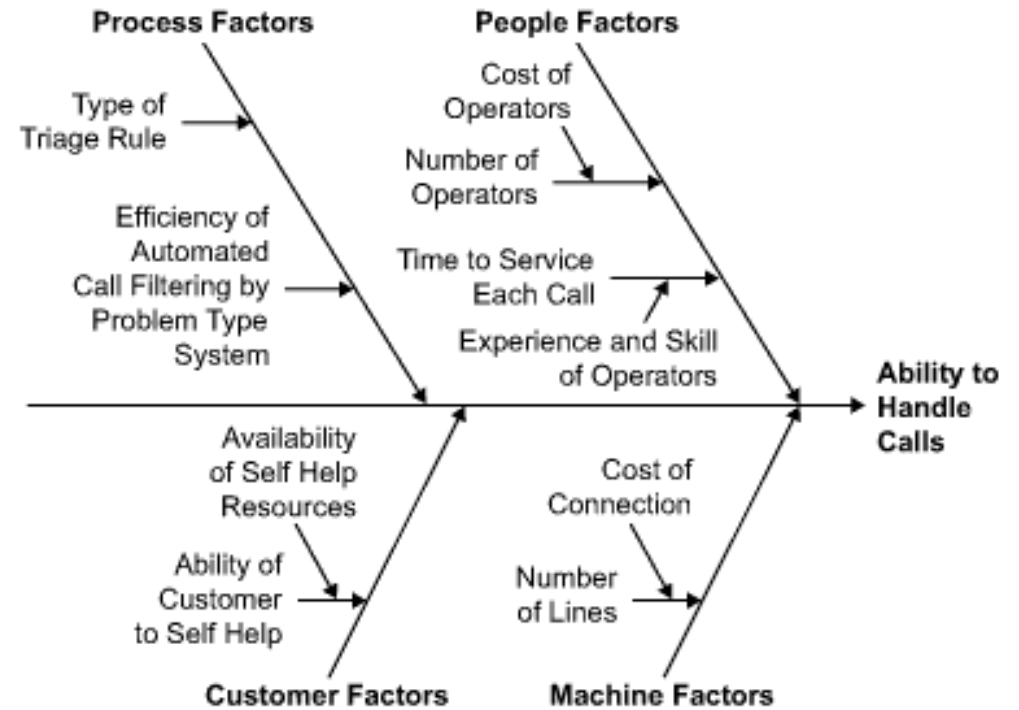 Process Factors
People Factors
Type of
Triage Rule
Efficiency of
Automated
Call Filtering by
Problem Type
System
Cost of
Operators
Number of
Operators
Time to Service
Each Call
Experience and Skill
of Operators
Ability to
Handle
Calls
Availability
of Self Help
Resources
Ability of
Customer
to Self Help
Cost of
Connection
Number
of Lines
Customer Factors
Machine Factors